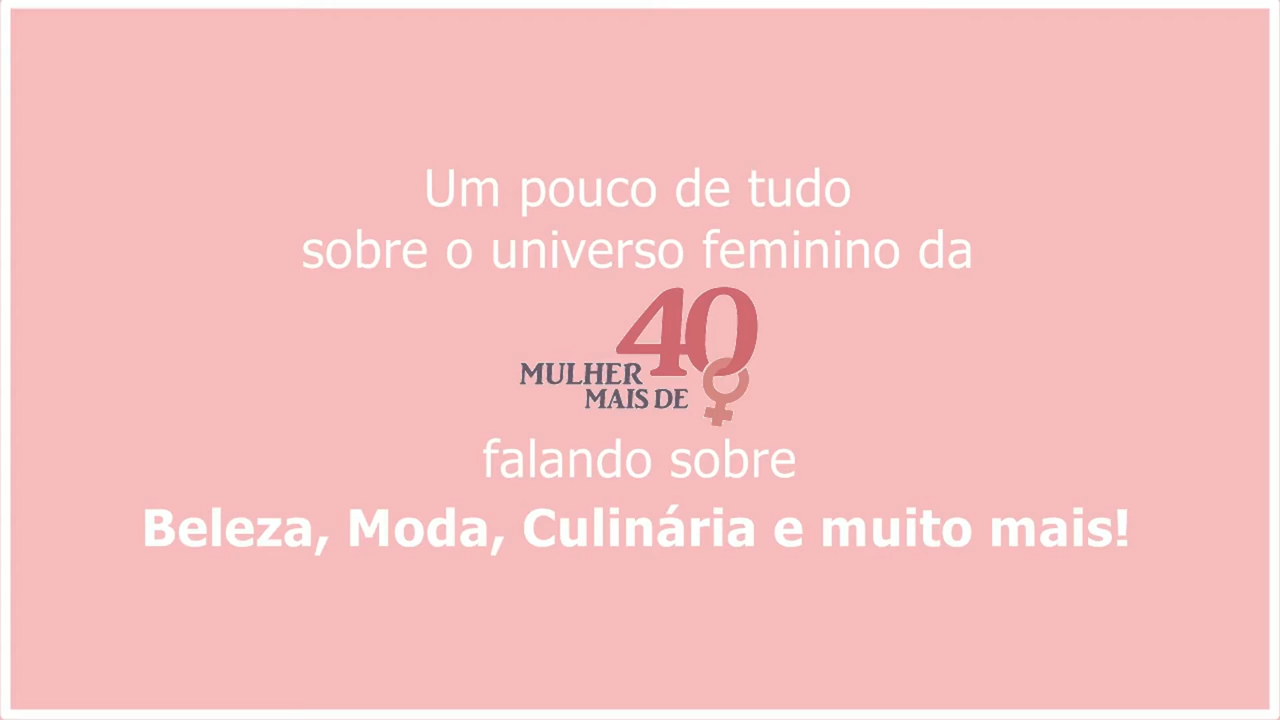 Um pouco de tudo
sobre o universo feminino da
MULHER 40
MAIS DE
falando sobre
Beleza, Moda, Culinária e muito mais!